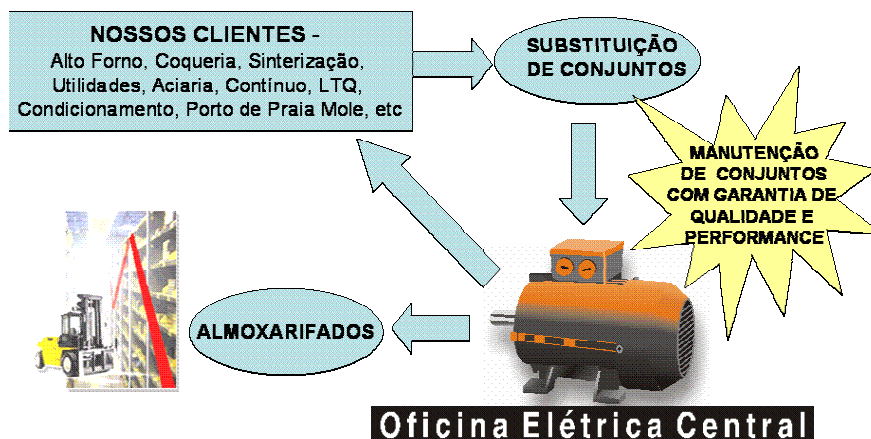 NOSSOS CLIENTES -
Alto Forno, Coqueria, Sinterização,
Utilidades, Aciaria, Contínuo, LTQ,
Condicionamento, Porto de Praia Mole, etc
SUBSTITUIÇÃO
DE CONJUNTOS
MANUTENÇÃO
DE CONJUNTOS
COM GARANTIA DE
QUALIDADE E
PERFORMANCE
ALMOXARIFADOS
Oficina Elétrica Central